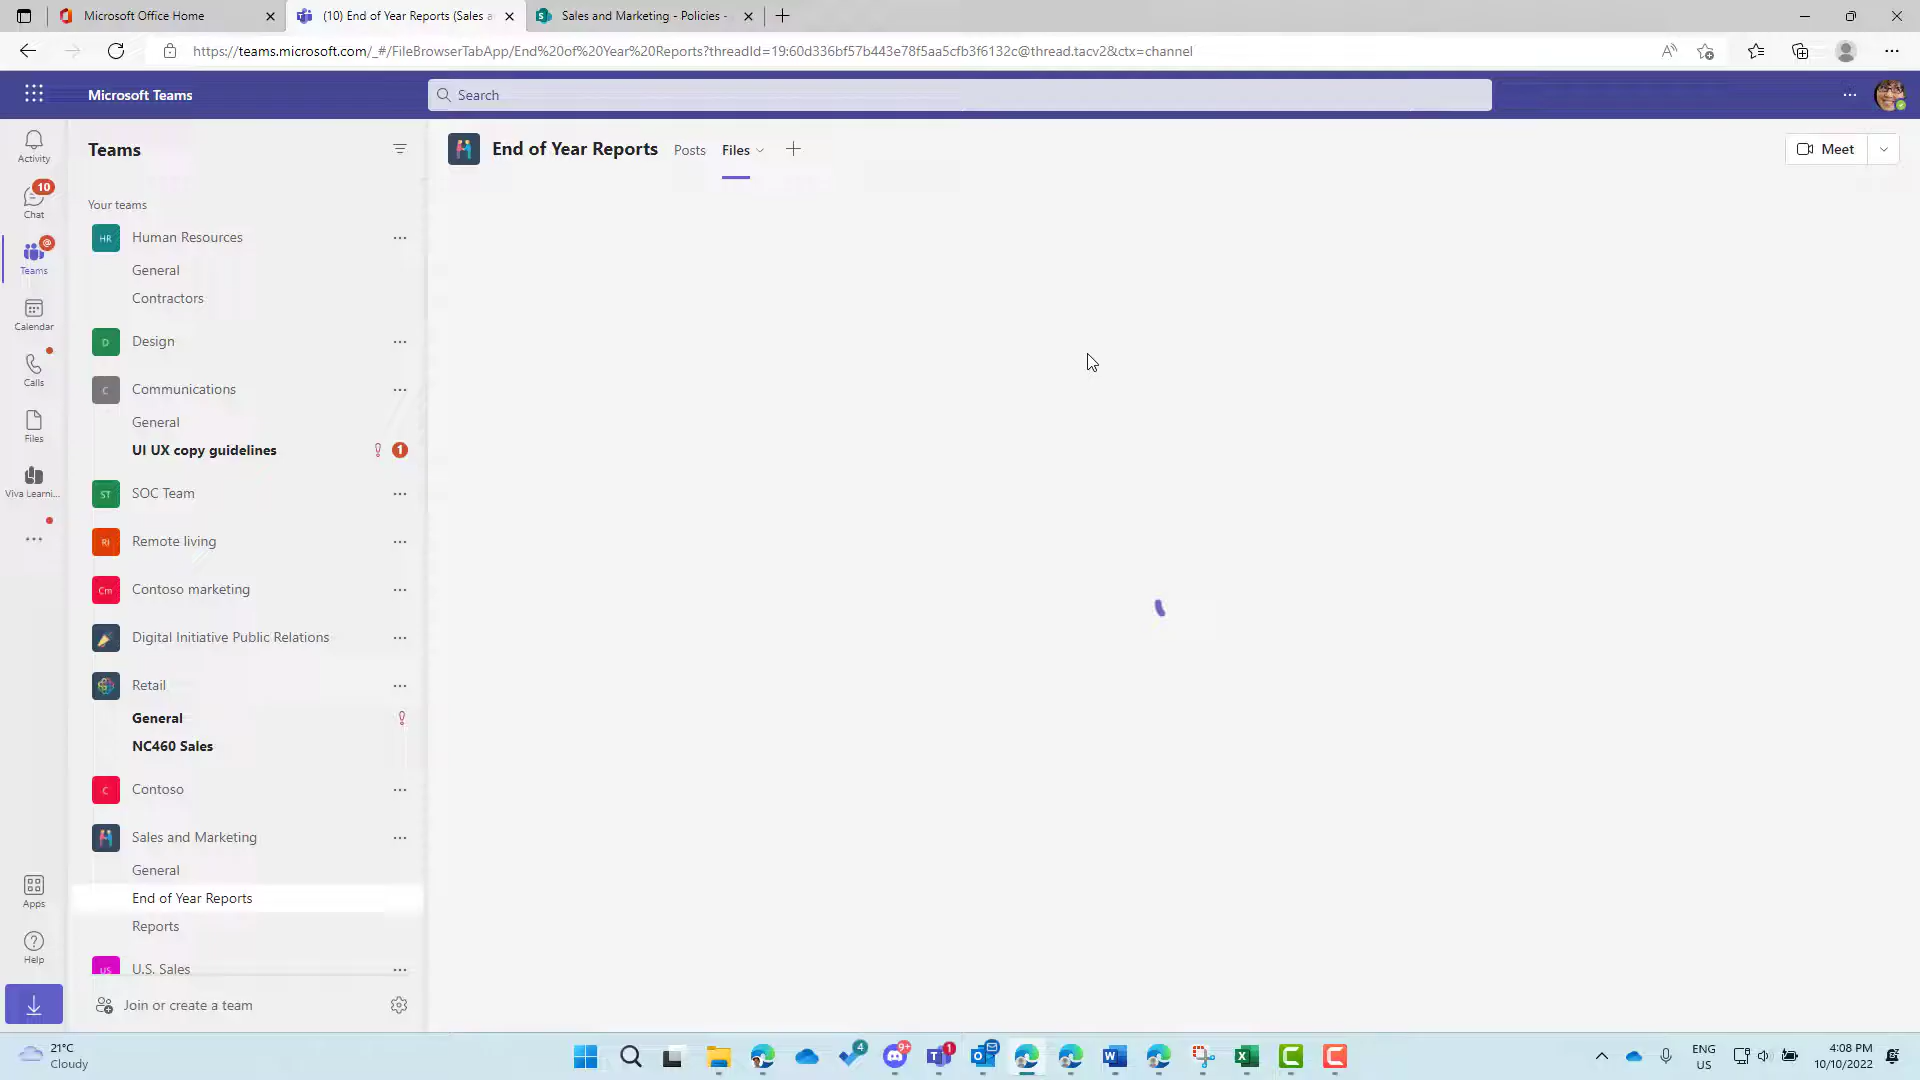 Microsoft Office Home
(10) End of Year Reports (Sales a
Sales and Marketing - Policies -
https://teams.microsoft.com/_#/FileBrowserTabApp/End%20of%20Year%20Reports?threadId=19:60d336bf57b443e78f5aa5cfb3f6132c@thread.tacv2&ctx=channel
Microsoft Teams
Search
Activity
10
Chat
Teams
Calendar
Calls
Files
Viva Learni...
Apps
Help
Teams
Your teams
HR Human Resources
General
Contractors
D Design
C Communications
General
UI UX copy guidelines 1
ST SOC Team
Rl Remote living
Cm Contoso marketing
Digital Initiative Public Relations
Retail
General
NC460 Sales
C Contoso
Sales and Marketing
General
End of Year Reports
Reports
US U.S. Sales
Join or create a team
End of Year Reports Posts Files
Meet
21°C
Cloudy
4
9+
1
ENG
US
4:08 PM
10/10/2022